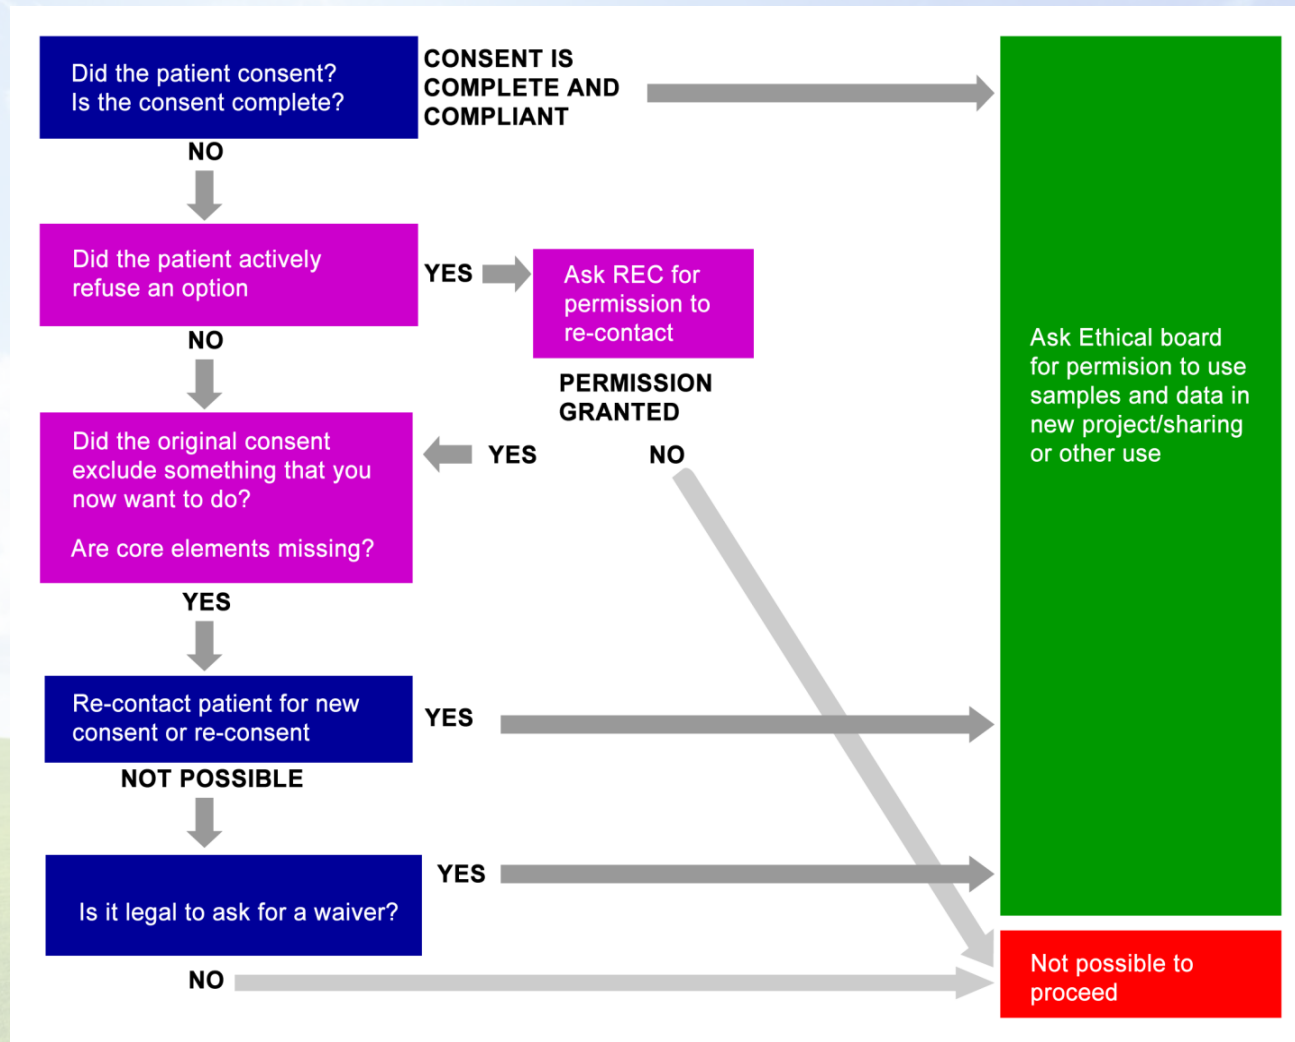 Did the patient consent?
Is the consent complete?
CONSENT IS
COMPLETE AND
COMPLIANT
NO
Did the patient actively
refuse an option
YES
Ask REC for
permission to
re-contact
NO
PERMISSION
GRANTED
Did the original consent
exclude something that you
now want to do?
Are core elements missing?
YES
NO
Ask Ethical board
for permision to use
samples and data in
new project/sharing
or other use
YES
Re-contact patient for new
consent or re-consent
YES
NOT POSSIBLE
Is it legal to ask for a waiver?
YES
NO
Not possible to
proceed